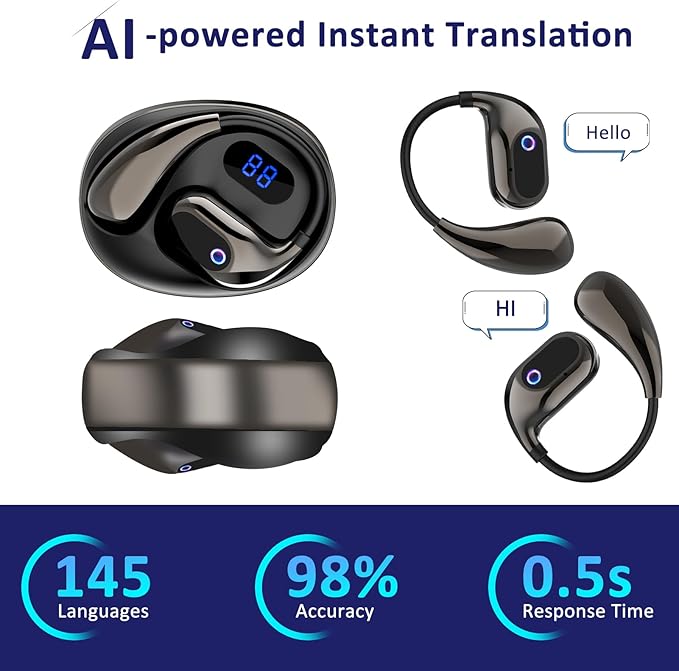 AI-powered Instant Translation
88
Hello
HI
145
Languages
98%
Accuracy
0.5s
Response Time